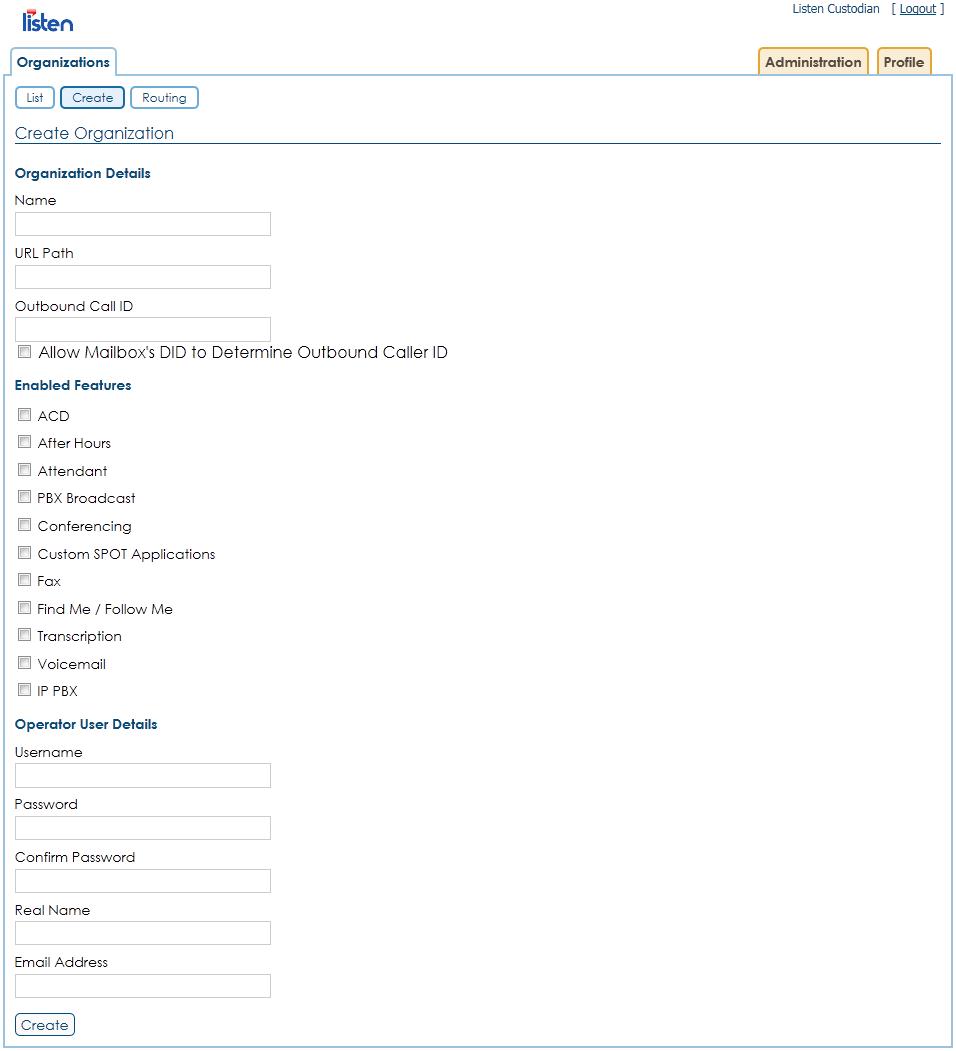 listen
Listen Custodian [ Logout ]
Organizations
Administration
Profile
List
Create
Routing
Create Organization
Organization Details
Name
URL Path
Outbound Call ID
Allow Mailbox's DID to Determine Outbound Caller ID
Enabled Features
ACD
After Hours
Attendant
PBX Broadcast
Conferencing
Custom SPOT Applications
Fax
Find Me / Follow Me
Transcription
Voicemail
IP PBX
Operator User Details
Username
Password
Confirm Password
Real Name
Email Address
Create